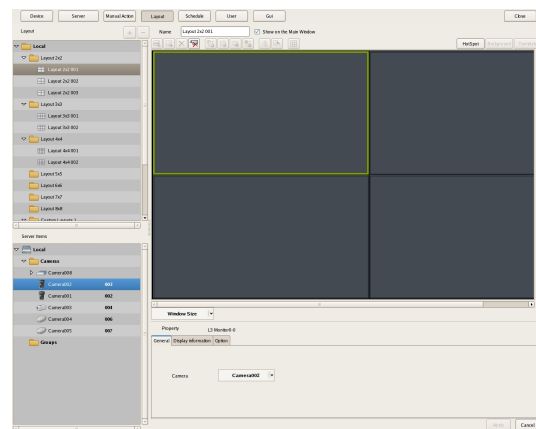 Device Server Manual Action Layout Schedule User Gui Close
Layout Name Layout 2x2 001 Show on the Main Window
HotSpot
Local
Layout 2x2
Layout 2x2 001
Layout 2x2 002
Layout 2x2 003
Layout 3x3
Layout 3x3 001
Layout 3x3 002
Layout 4x4
Layout 4x4 001
Layout 4x4 002
Layout 5x5
Layout 6x6
Layout 7x7
Layout 8x8
Server Items
Local
Cameras
Camera008
Camera002 003
Camera001 002
Camera003 004
Camera004 006
Camera005 007
Groups
Window Size
Property L3 Monitor0-0
General Display information Option
Camera Camera002
Cancel